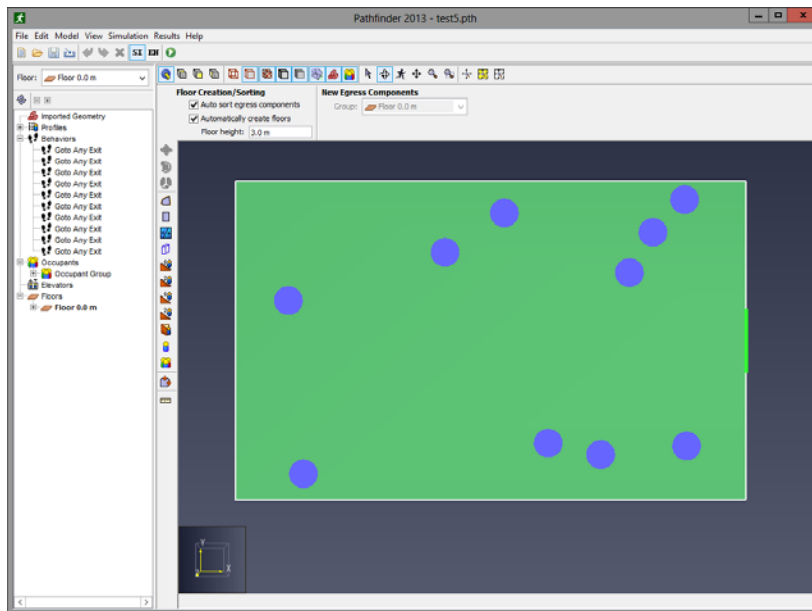 Pathfinder 2013 - test5.pth
File Edit Model View Simulation Results Help
SI EN
Floor: Floor 0.0 m
Floor Creation/Sorting
Auto sort egress components
Automatically create floors
Floor height: 3.0 m
New Egress Components
Group: Floor 0.0 m
Imported Geometry
Profiles
Behaviors
Goto Any Exit
Goto Any Exit
Goto Any Exit
Goto Any Exit
Goto Any Exit
Goto Any Exit
Goto Any Exit
Goto Any Exit
Goto Any Exit
Goto Any Exit
Occupants
Occupant Group
Elevators
Floors
Floor 0.0 m
Y
X